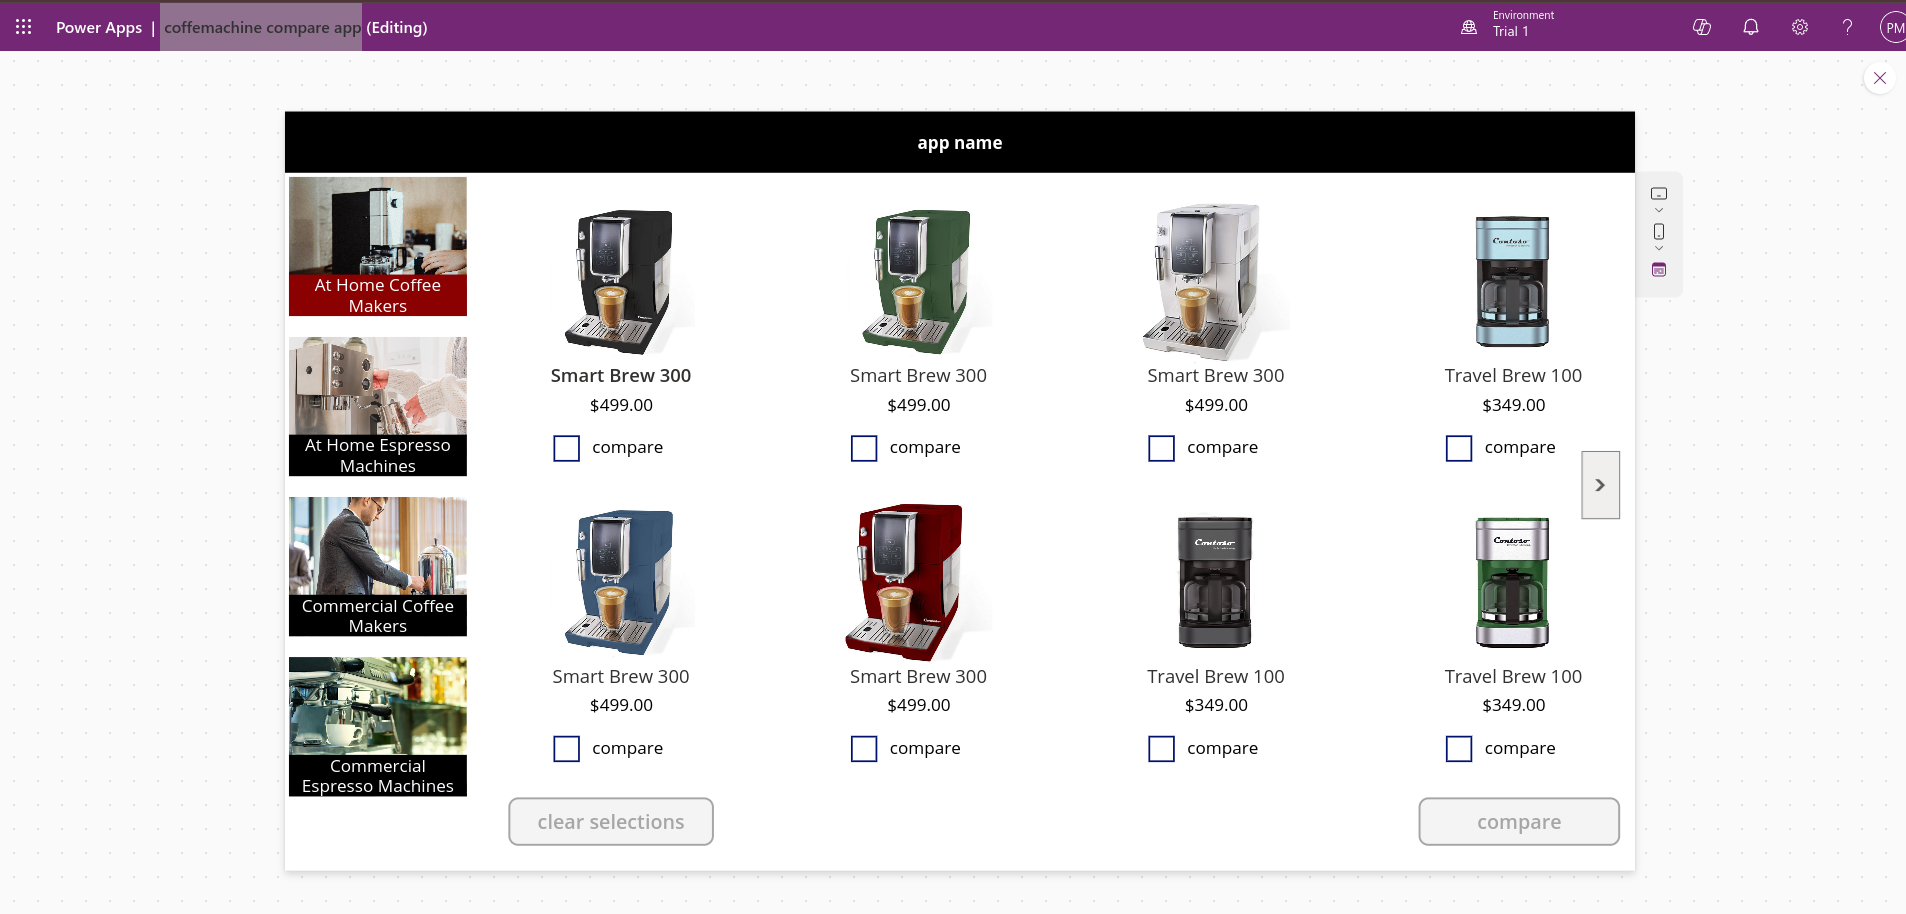 Power Apps | coffemachine compare app (Editing)
Environment
Trial 1
PM
app name
At Home Coffee
Makers
At Home Espresso
Machines
Commercial Coffee
Makers
Commercial
Espresso Machines
Smart Brew 300
$499.00
compare
Smart Brew 300
$499.00
compare
Smart Brew 300
$499.00
compare
Contoso
Travel Brew 100
$349.00
compare
Smart Brew 300
$499.00
compare
Smart Brew 300
$499.00
compare
Contoso
Travel Brew 100
$349.00
compare
Contoso
Travel Brew 100
$349.00
compare
clear selections
compare